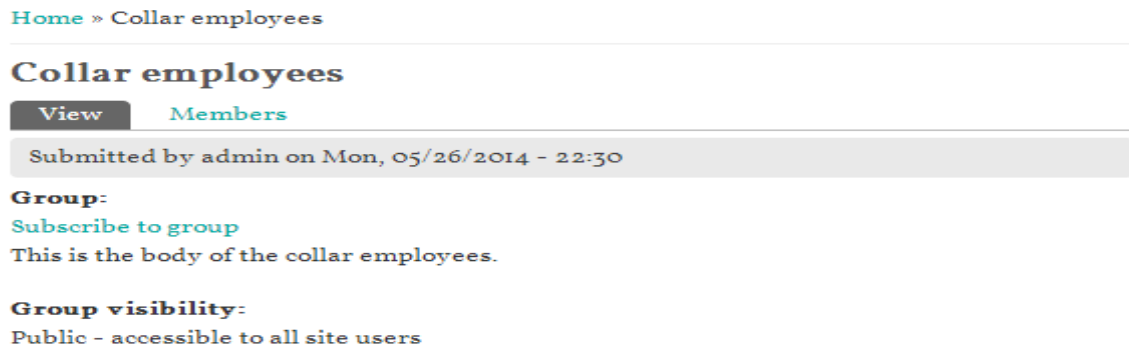 Home » Collar employees
Collar employees
View Members
Submitted by admin on Mon, 05/26/2014 - 22:30
Group:
Subscribe to group
This is the body of the collar employees.
Group visibility:
Public - accessible to all site users